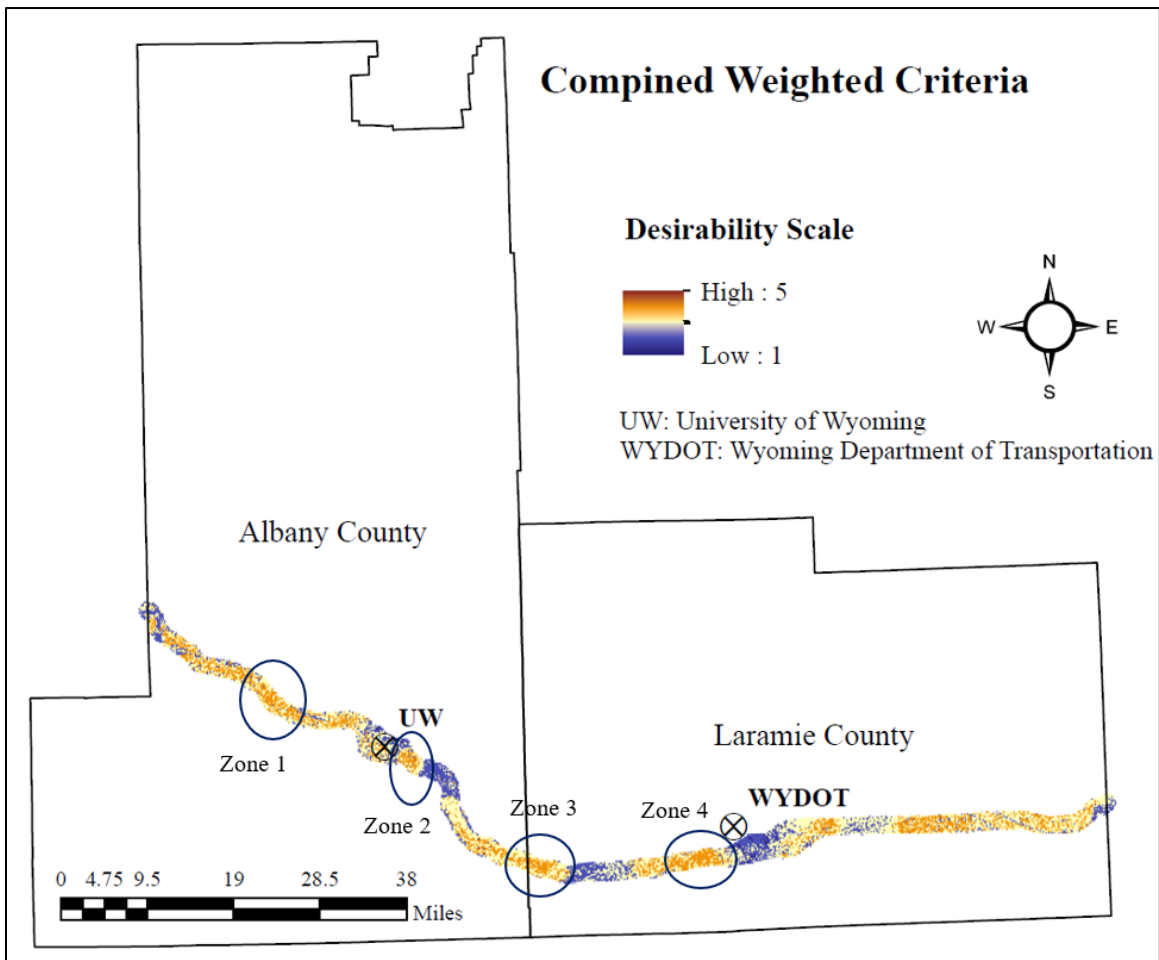 Compined Weighted Criteria
Desirability Scale
High : 5
Low : 1
N
W
E
S
UW: University of Wyoming
WYDOT: Wyoming Department of Transportation
Albany County
UW
Zone 1
Zone 2
Laramie County
WYDOT
Zone 3
Zone 4
0 4.75 9.5 19 28.5 38
Miles